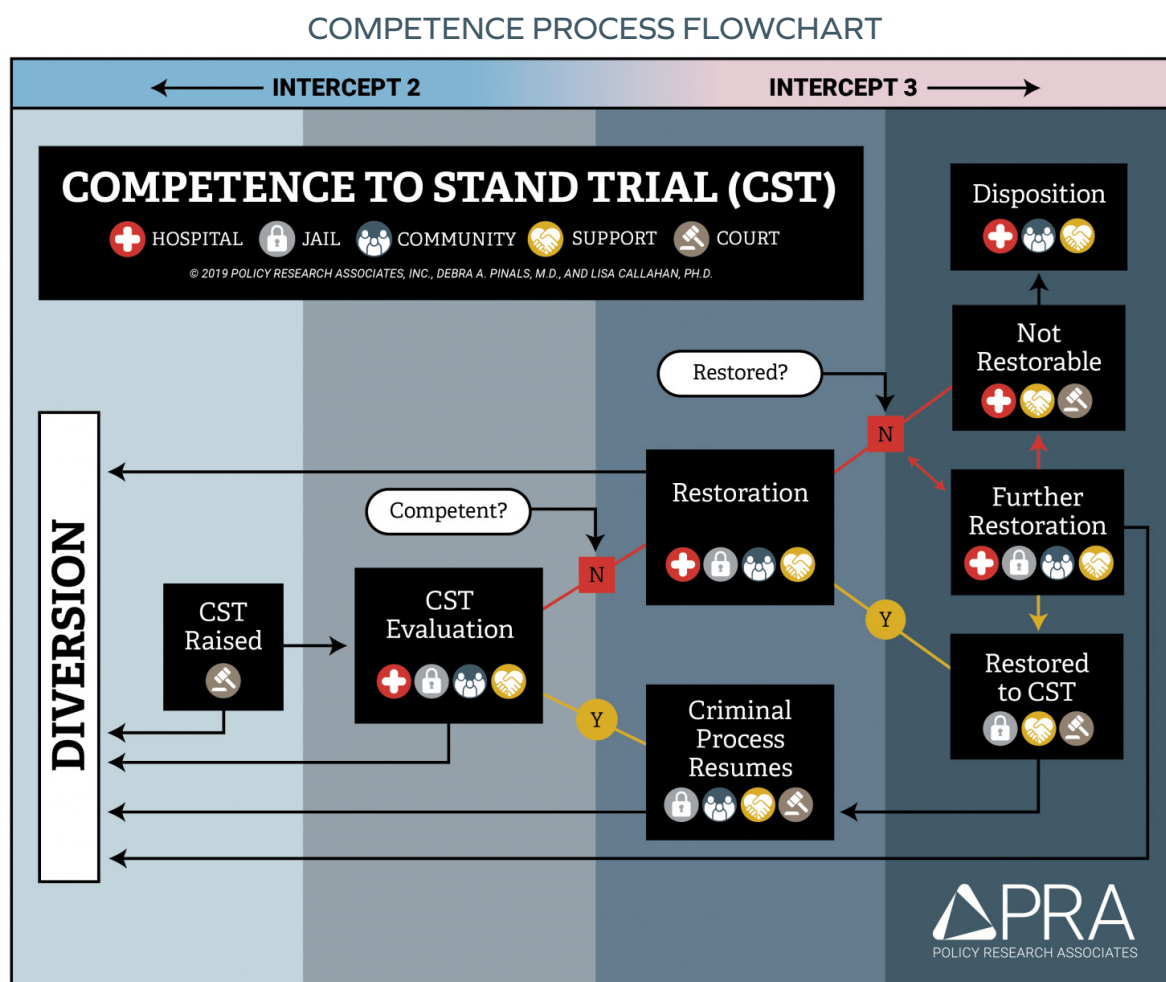 COMPETENCE PROCESS FLOWCHART
INTERCEPT 2
INTERCEPT 3
COMPETENCE TO STAND TRIAL (CST)
HOSPITAL
JAIL
COMMUNITY
SUPPORT
COURT
© 2019 POLICY RESEARCH ASSOCIATES, INC., DEBRA A. PINALS, M.D., AND LISA CALLAHAN, PH.D.
Disposition
Not
Restorable
Restored?
N
Restoration
Further
Restoration
Competent?
N
DIVERSION
CST
Raised
CST
Evaluation
Y
Restored
to CST
Y
Criminal
Process
Resumes
PRA
POLICY RESEARCH ASSOCIATES